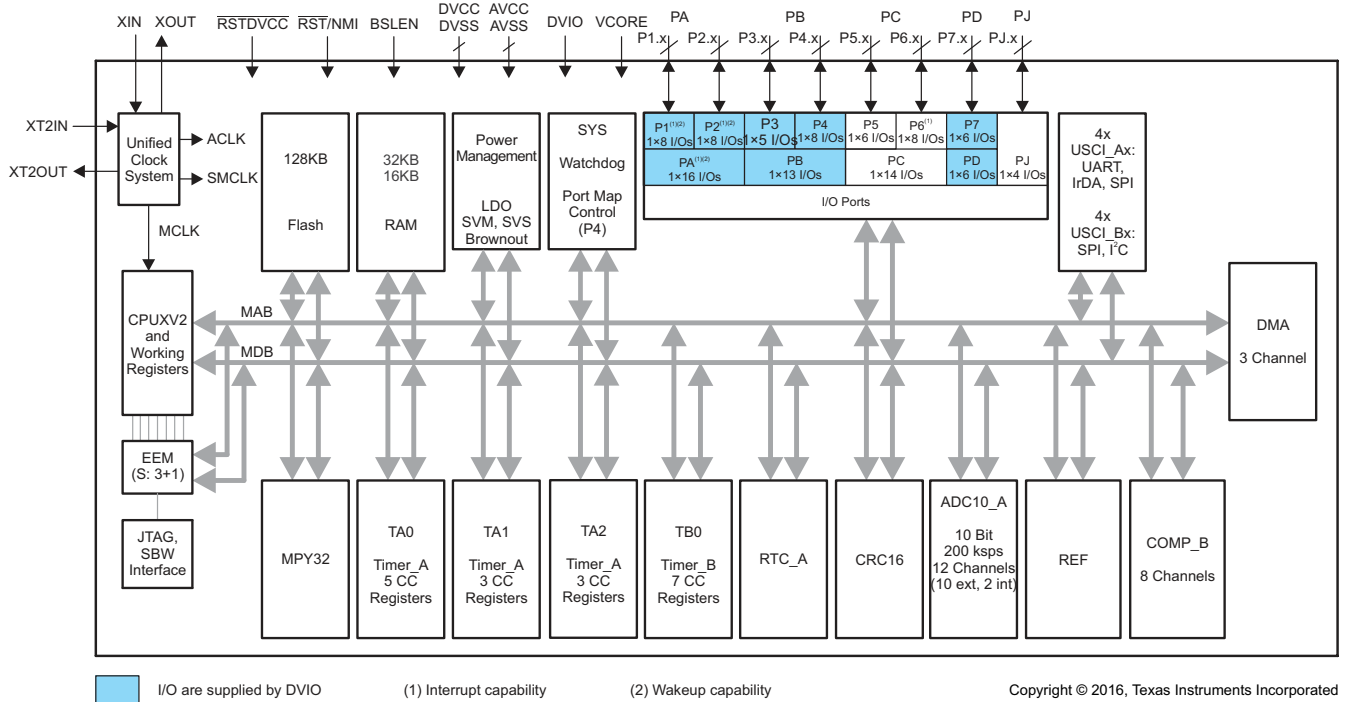 XIN XOUT RSTDVCC RST/NMI BSLEN DVCC DVSS AVCC AVSS DVIO VCORE
PA PB PC PD PJ
P1.x P2.x P3.x P4.x P5.x P6.x P7.x PJ.x
XT2IN
XT2OUT
Unified
Clock
System
ACLK
SMCLK
MCLK
128KB
Flash
32KB
16KB
RAM
Power
Management
LDO
SVM, SVS
Brownout
SYS
Watchdog
Port Map
Control
(P4)
P1(1)(2)
1×8 I/Os
P2(1)(2)
1×8 I/Os
P3
1×5 I/Os
P4
1×8 I/Os
P5
1×6 I/Os
P6(1)
1×8 I/Os
P7
1×6 I/Os
PA(1)(2)
1×16 I/Os
PB
1×13 I/Os
PC
1×14 I/Os
PD
1×6 I/Os
PJ
1×4 I/Os
I/O Ports
4x
USCI_Ax:
UART,
IrDA, SPI
4x
USCI_Bx:
SPI, I2C
CPUXV2
and
Working
Registers
MAB
MDB
DMA
3 Channel
EEM
(S: 3+1)
JTAG,
SBW
Interface
MPY32
TA0
Timer_A
5 CC
Registers
TA1
Timer_A
3 CC
Registers
TA2
Timer_A
3 CC
Registers
TB0
Timer_B
7 CC
Registers
RTC_A
CRC16
ADC10_A
10 Bit
200 ksps
12 Channels
(10 ext, 2 int)
REF
COMP_B
8 Channels
I/O are supplied by DVIO
(1) Interrupt capability
(2) Wakeup capability
Copyright © 2016, Texas Instruments Incorporated